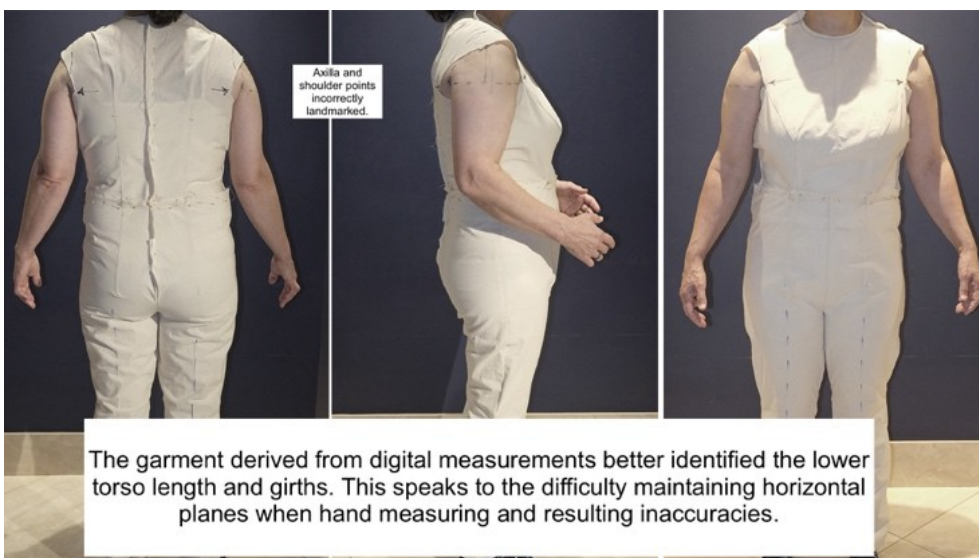 Axilla and
shoulder points
incorrectly
landmarked.
The garment derived from digital measurements better identified the lower
torso length and girths. This speaks to the difficulty maintaining horizontal
planes when hand measuring and resulting inaccuracies.